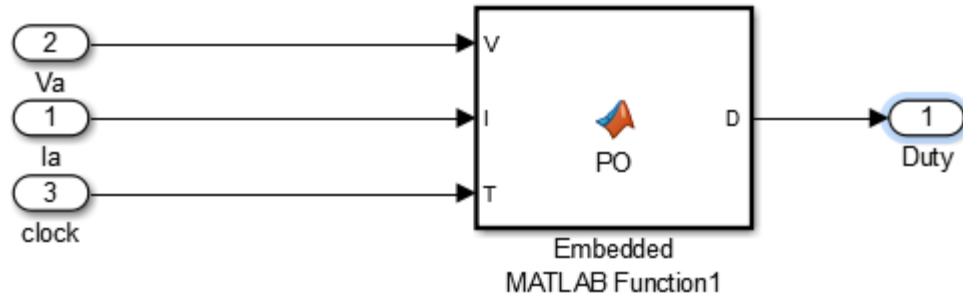 2
Va
V
1
Ia
I
PO
D
1
Duty
3
clock
T
Embedded
MATLAB Function1